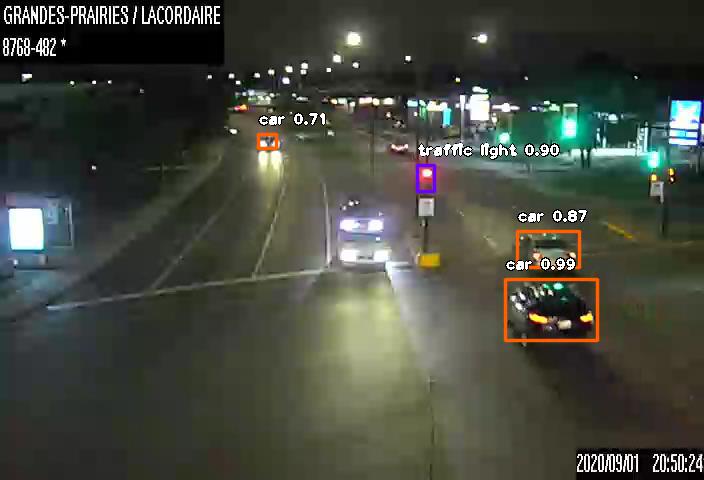 GRANDES-PRAIRIES / LACORDAIRE
8768-482 *
car 0.71
traffic light 0.90
car 0.87
car 0.99
2020/09/01 20:50:24